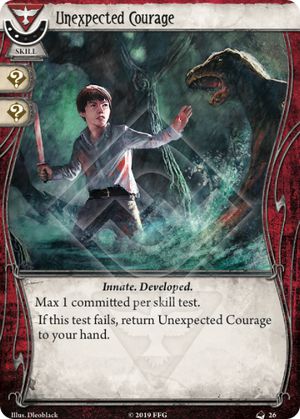 Unexpected Courage
SKILL
?
?
Innate. Developed.
Max 1 committed per skill test.
If this test fails, return Unexpected Courage
to your hand.
Illus. Dleoblack
© 2019 FFG
26